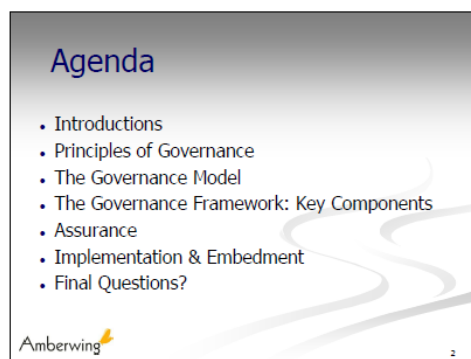 Agenda
• Introductions
• Principles of Governance
• The Governance Model
• The Governance Framework: Key Components
• Assurance
• Implementation & Embedment
• Final Questions?
Amberwing
2